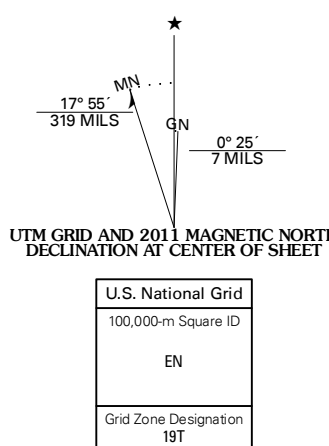 ★
MN
GN
17° 55´
319 MILS
0° 25´
7 MILS
UTM GRID AND 2011 MAGNETIC NORTH
DECLINATION AT CENTER OF SHEET
U.S. National Grid
100,000-m Square ID
EN
Grid Zone Designation
19T